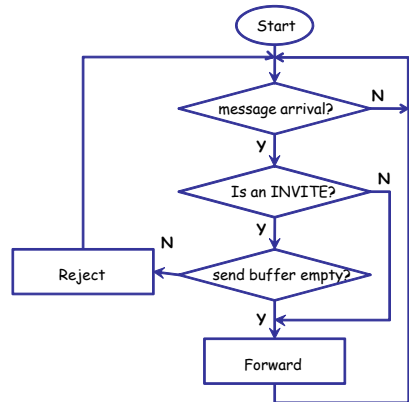 Start
message arrival?
N
Y
Is an INVITE?
N
Y
send buffer empty?
N
Reject
Y
Forward